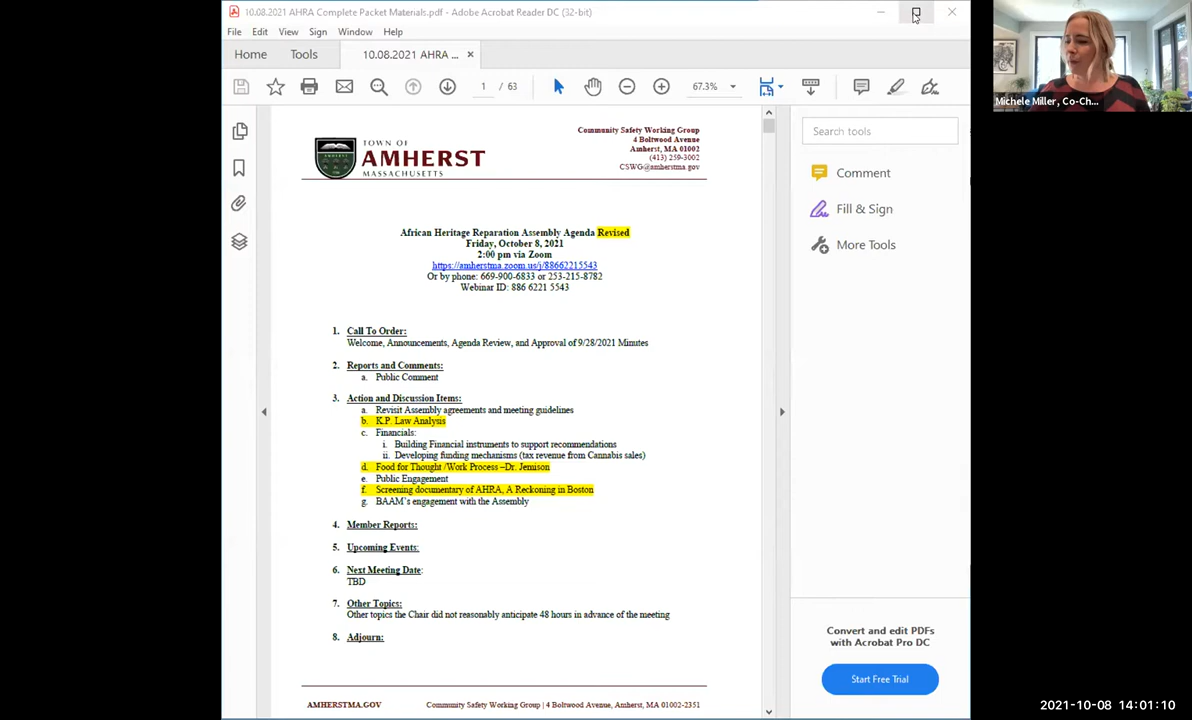 10.08.2021 AHRA Complete Packet Materials.pdf - Adobe Acrobat Reader DC (32-bit)
File Edit View Sign Window Help
Home Tools 10.08.2021 AHRA ... ×
1 / 63 67.3%
Michele Miller, Co-Ch...
Search tools
Comment
Fill & Sign
More Tools
TOWN OF
AMHERST
MASSACHUSETTS
Community Safety Working Group
4 Boltwood Avenue
Amherst, MA 01002
(413) 259-3002
CSWG@amherstma.gov
African Heritage Reparation Assembly Agenda Revised
Friday, October 8, 2021
2:00 pm via Zoom
https://amherstma.zoom.us/j/88662215543
Or by phone: 669-900-6833 or 253-215-8782
Webinar ID: 886 6221 5543
1. Call To Order:
Welcome, Announcements, Agenda Review, and Approval of 9/28/2021 Minutes
2. Reports and Comments:
a. Public Comment
3. Action and Discussion Items:
a. Revisit Assembly agreements and meeting guidelines
b. K.P. Law Analysis
c. Financials:
i. Building Financial instruments to support recommendations
ii. Developing funding mechanisms (tax revenue from Cannabis sales)
d. Food for Thought /Work Process –Dr. Jemison
e. Public Engagement
f. Screening documentary of AHRA, A Reckoning in Boston
g. BAAM's engagement with the Assembly
4. Member Reports:
5. Upcoming Events:
6. Next Meeting Date:
TBD
7. Other Topics:
Other topics the Chair did not reasonably anticipate 48 hours in advance of the meeting
8. Adjourn:
AMHERSTMA.GOV Community Safety Working Group | 4 Boltwood Avenue, Amherst, MA 01002-2351
Convert and edit PDFs
with Acrobat Pro DC
Start Free Trial
2021-10-08 14:01:10